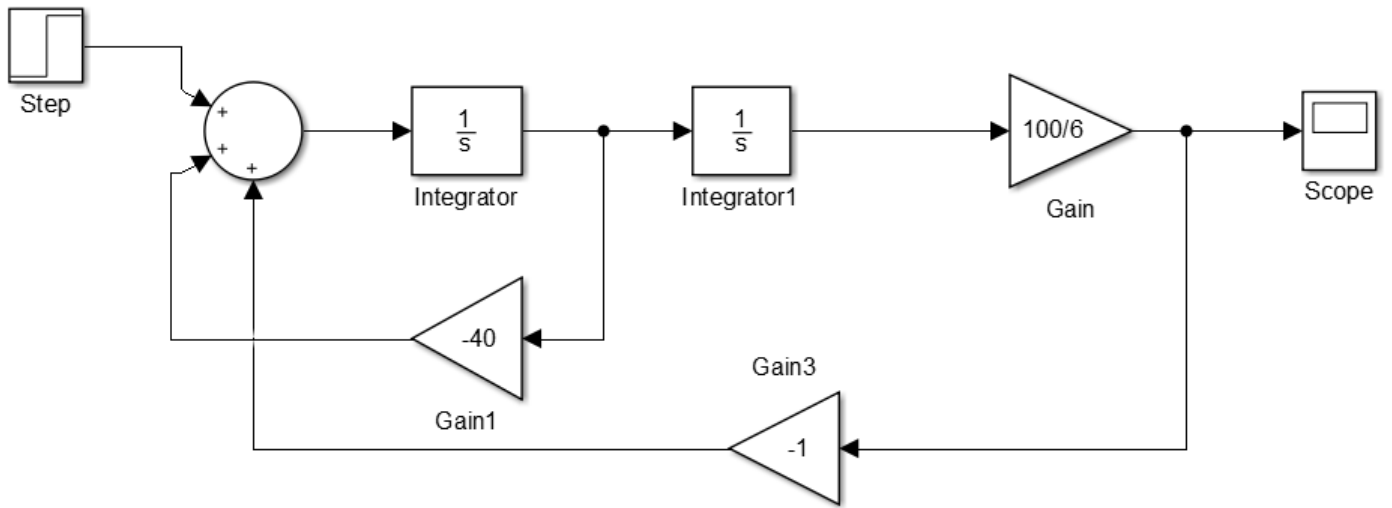 Step
+
+
+
1
s
Integrator
1
s
Integrator1
100/6
Gain
Scope
-40
Gain1
Gain3
-1